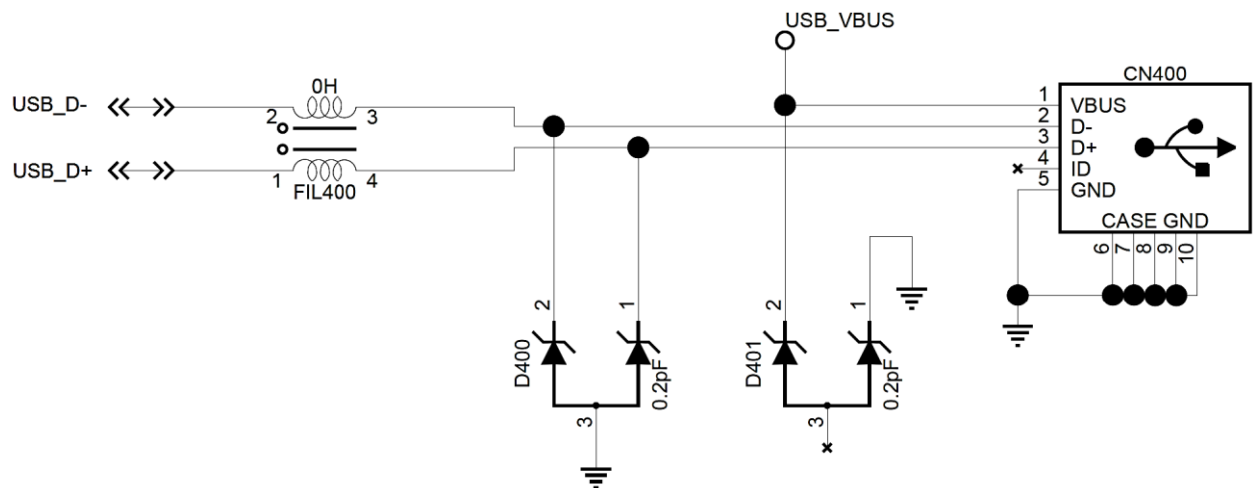 USB_VBUS
CN400
0H
USB_D-
2
3
1
VBUS
2
D-
3
D+
USB_D+
1
4
4
ID
FIL400
5
GND
CASE GND
6
7
8
9
10
2
1
2
1
D400
0.2pF
D401
0.2pF
3
3